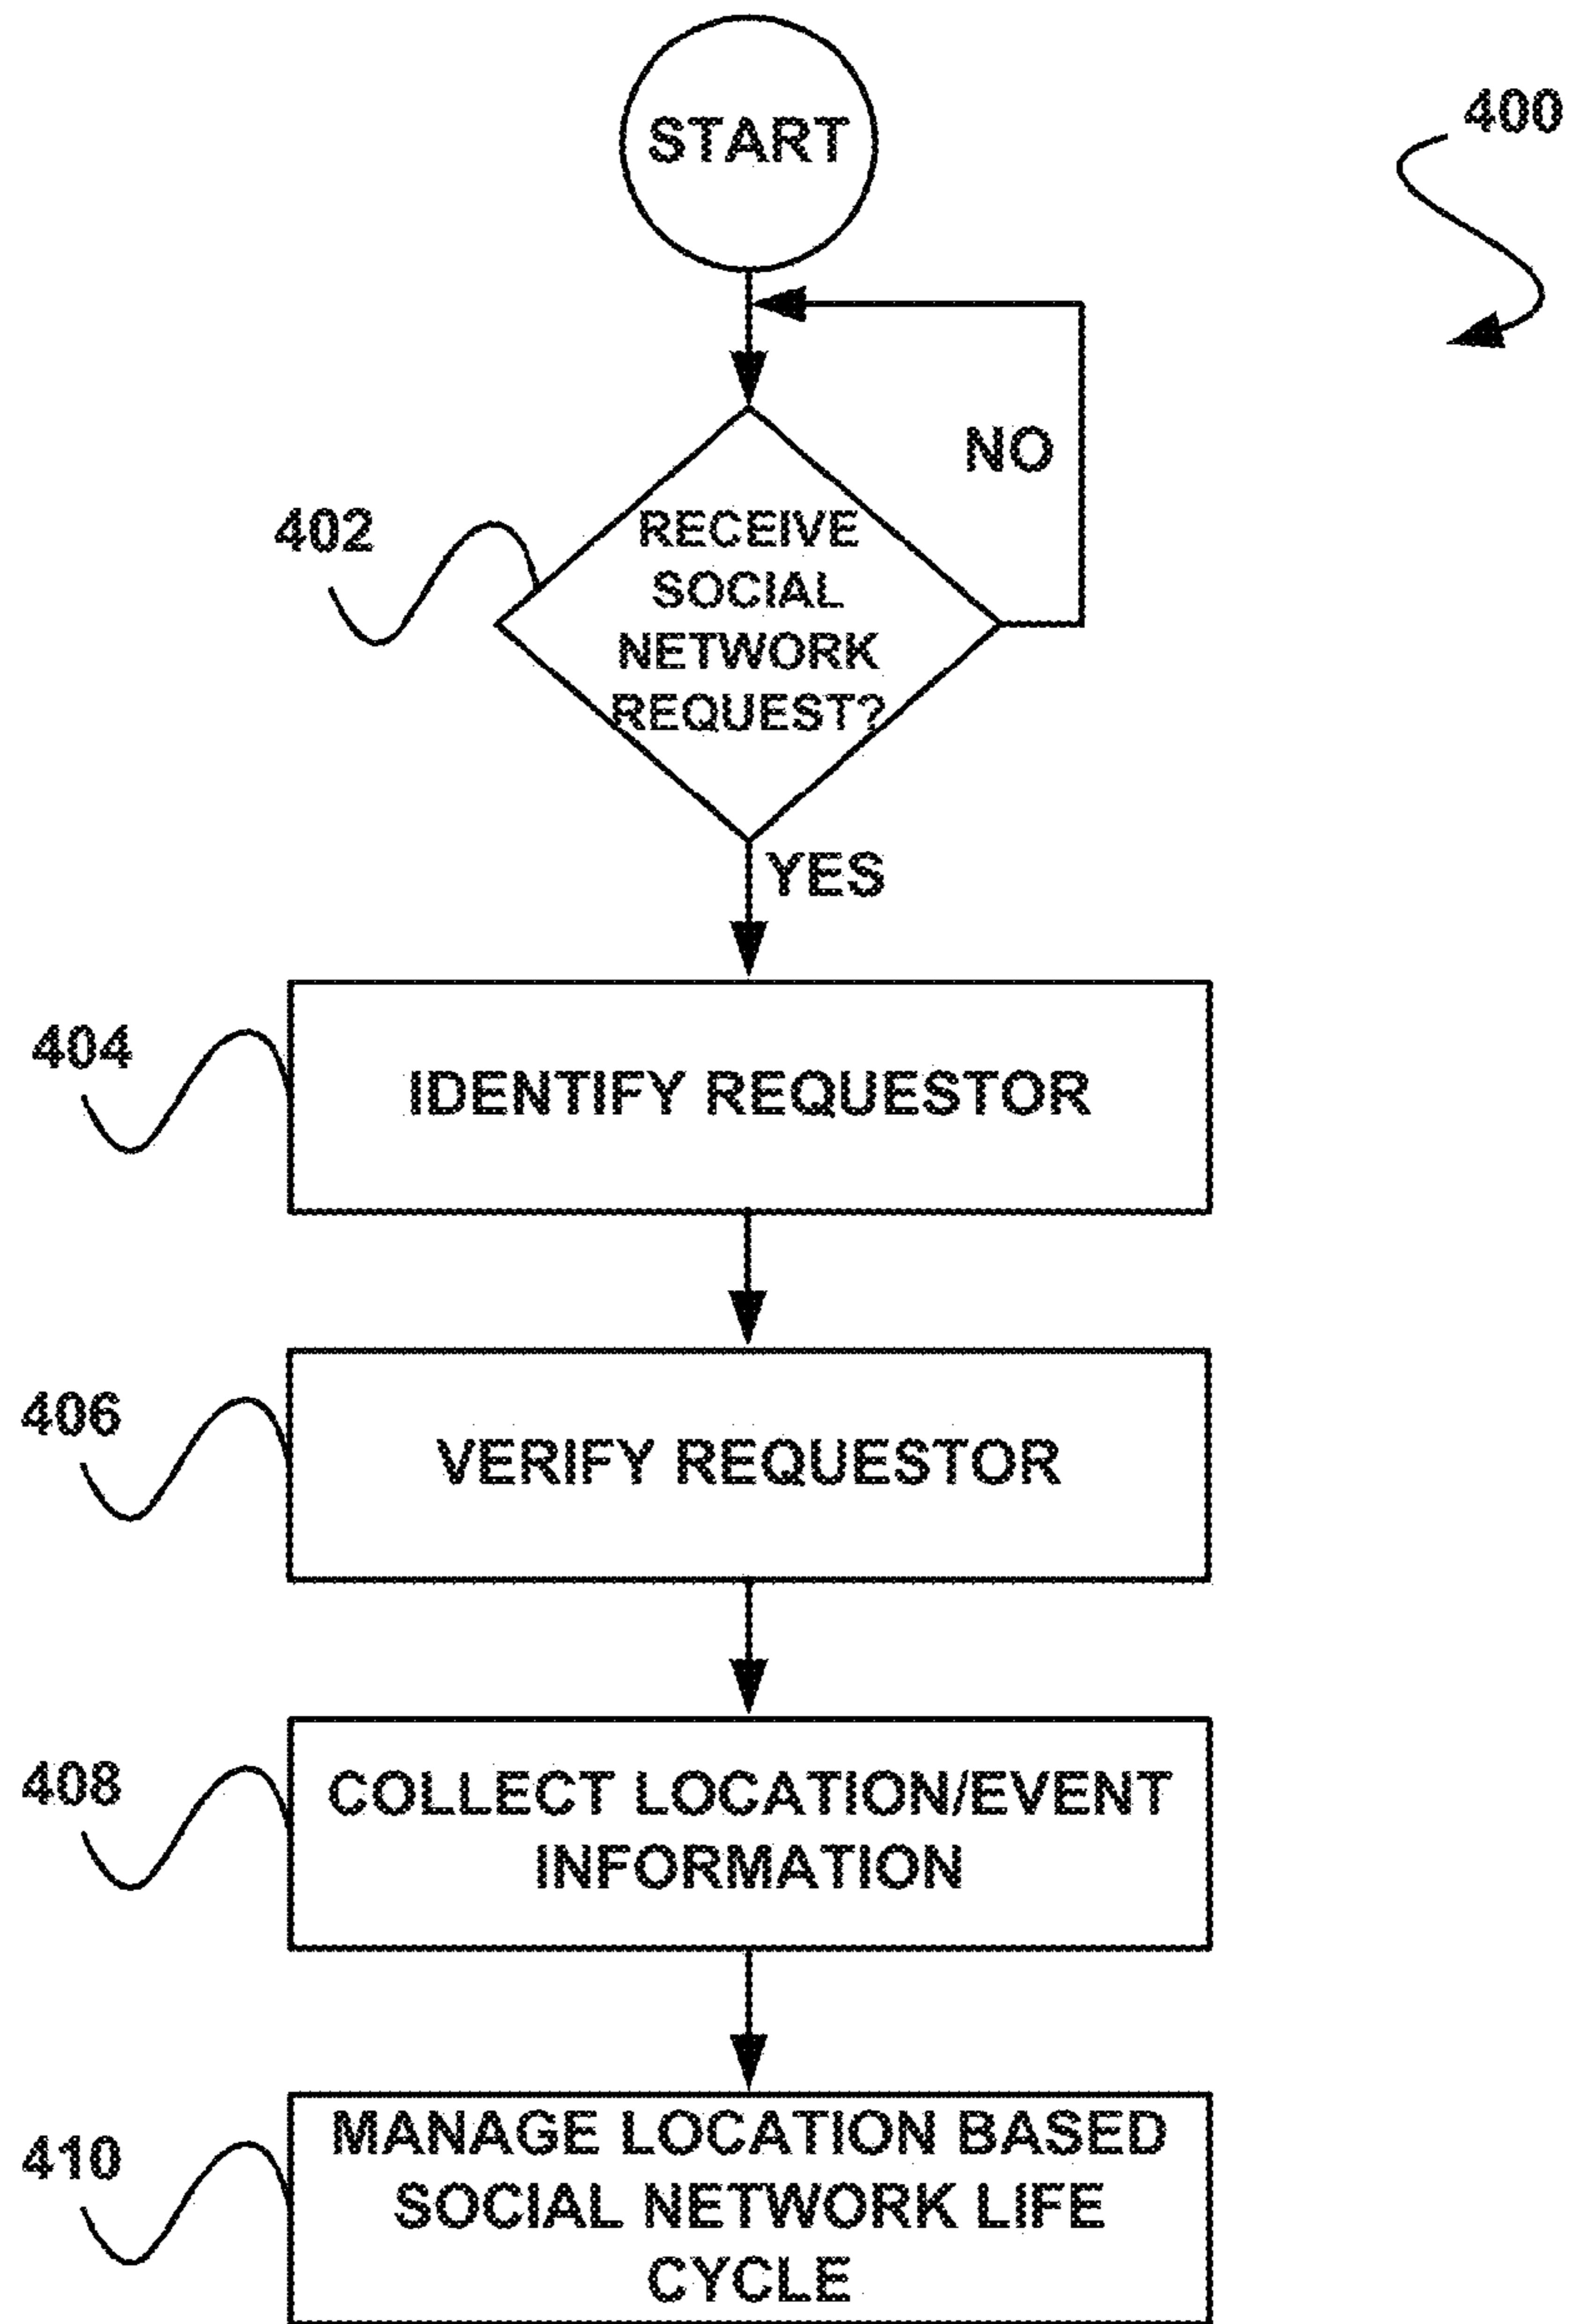 START
400
NO
402
RECEIVE
SOCIAL
NETWORK
REQUEST?
YES
404
IDENTIFY REQUESTOR
406
VERIFY REQUESTOR
408
COLLECT LOCATION/EVENT
INFORMATION
410
MANAGE LOCATION BASED
SOCIAL NETWORK LIFE
CYCLE